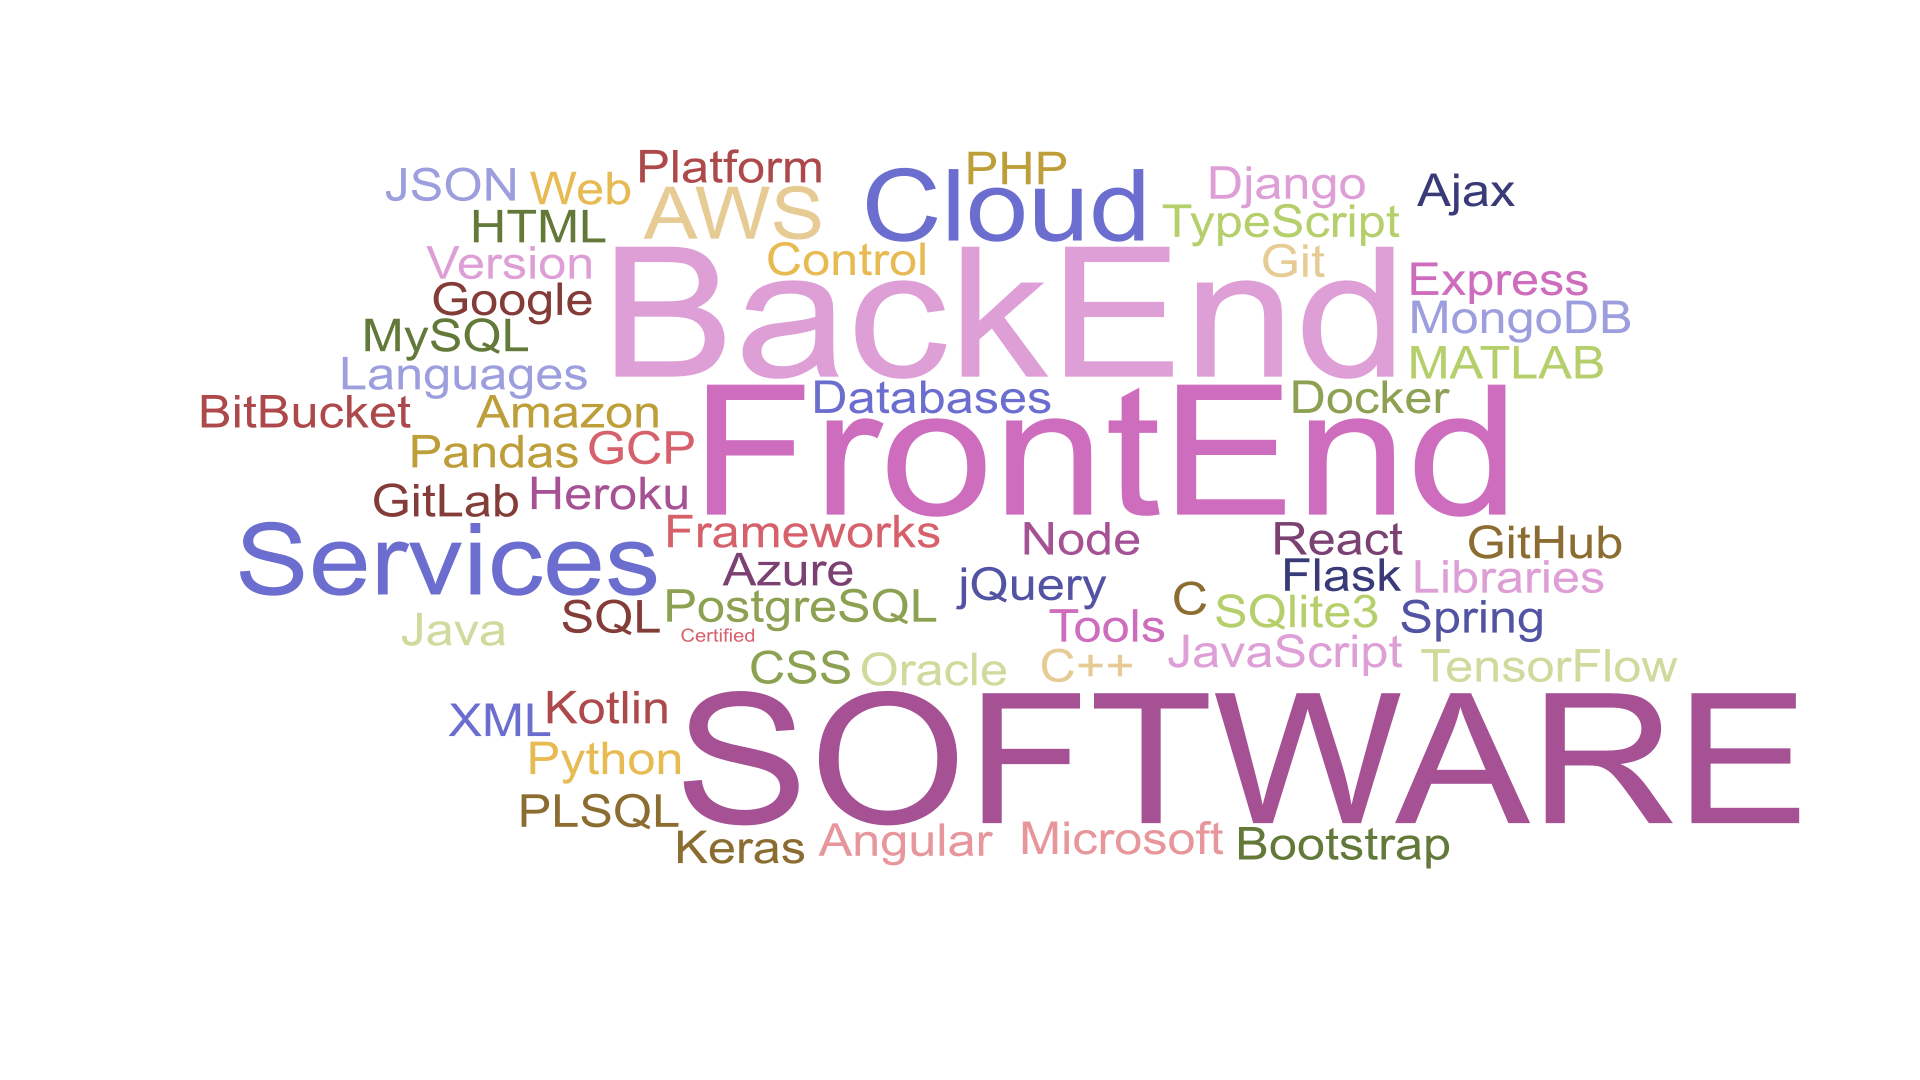 Platform
PHP
JSON
Web
Cloud
Django
Ajax
HTML
AWS
TypeScript
Version
Control
BackEnd
Git
Express
Google
MongoDB
MySQL
MATLAB
Languages
Databases
Docker
BitBucket
Amazon
FrontEnd
Pandas
GCP
GitLab
Heroku
Services
Frameworks
Node
React
GitHub
Azure
jQuery
Flask
Libraries
Java
SQL
PostgreSQL
C
SQlite3
Spring
Certified
Tools
JavaScript
CSS
Oracle
C++
TensorFlow
XML
Kotlin
SOFTWARE
Python
PLSQL
Keras
Angular
Microsoft
Bootstrap